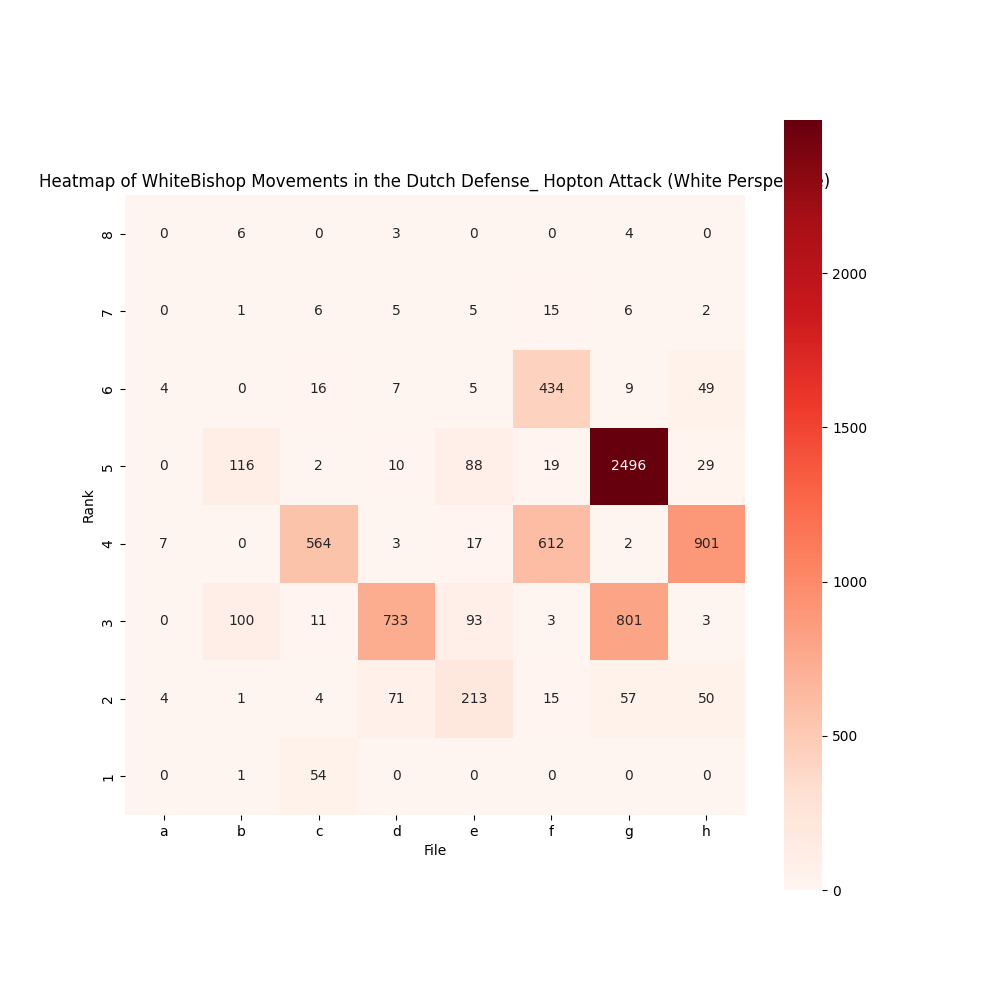 Heatmap of WhiteBishop Movements in the Dutch Defense_ Hopton Attack (White Perspe e)
8 0 6 0 3 0 0 4 0
7 0 1 6 5 5 15 6 2
6 4 0 16 7 5 434 9 49
5 0 116 2 10 88 19 2496 29
4 7 0 564 3 17 612 2 901
3 0 100 11 733 93 3 801 3
2 4 1 4 71 213 15 57 50
1 0 1 54 0 0 0 0 0
a b c d e f g h
File
Rank
2000
1500
1000
500
0